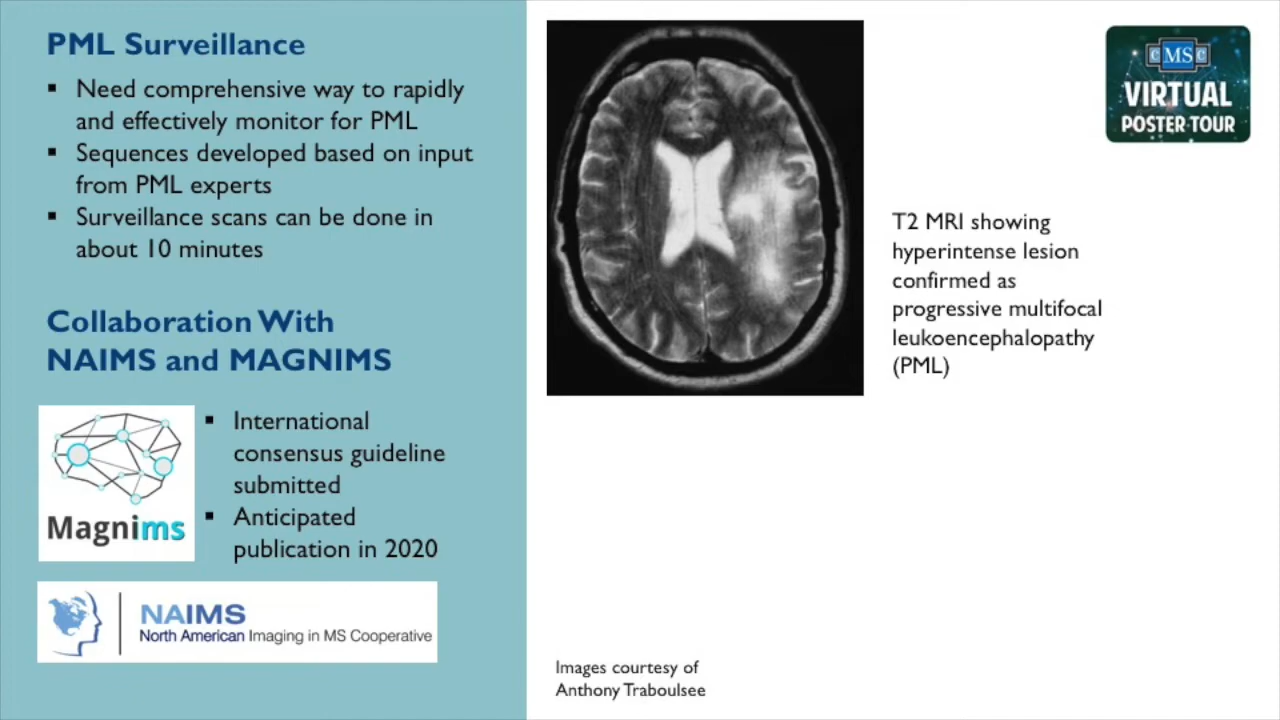 PML Surveillance
▪ Need comprehensive way to rapidly
and effectively monitor for PML
▪ Sequences developed based on input
from PML experts
▪ Surveillance scans can be done in
about 10 minutes
Collaboration With
NAIMS and MAGNIMS
Magnims
▪ International
consensus guideline
submitted
▪ Anticipated
publication in 2020
NAIMS
North American Imaging in MS Cooperative
cMSc
VIRTUAL
POSTER TOUR
T2 MRI showing
hyperintense lesion
confirmed as
progressive multifocal
leukoencephalopathy
(PML)
Images courtesy of
Anthony Traboulsee